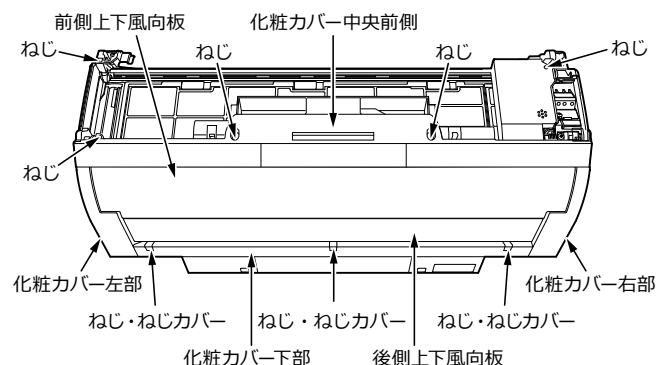 前側上下風向板
化粧カバー中央前側
ねじ
ねじ
ねじ
ねじ
ねじ
化粧カバー左部
化粧カバー右部
ねじ・ねじカバー
ねじ・ねじカバー
ねじ・ねじカバー
化粧カバー下部
後側上下風向板